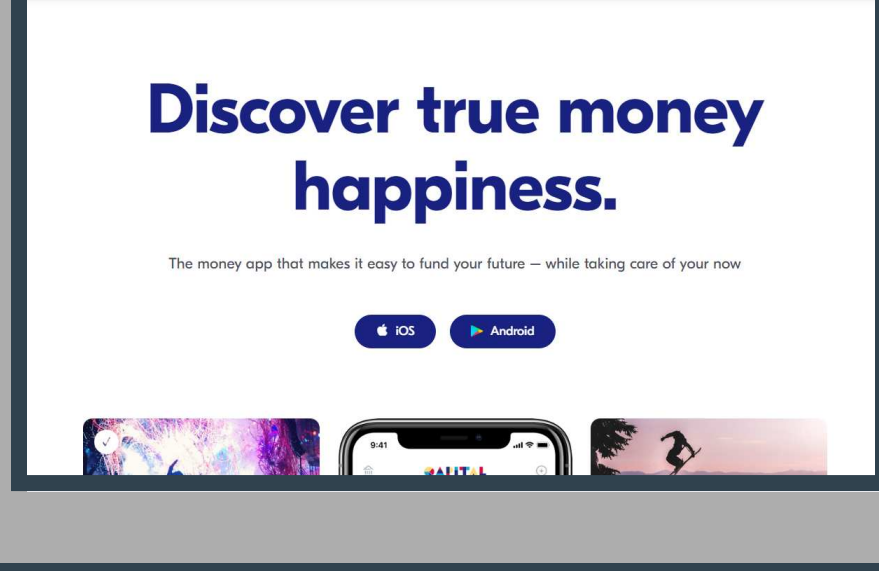 Discover true money
happiness.
The money app that makes it easy to fund your future – while taking care of your now
iOS
Android
9:41
QAPITAL